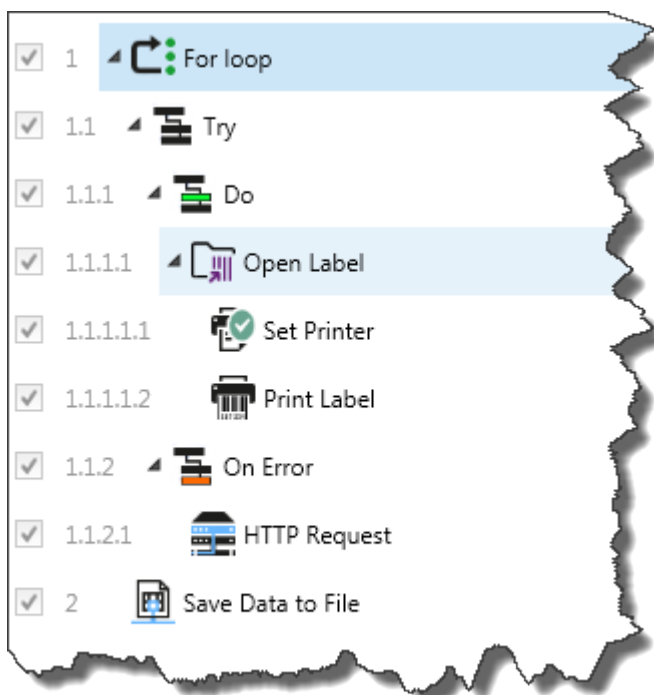 1 For loop
1.1 Try
1.1.1 Do
1.1.1.1 Open Label
1.1.1.1.1 Set Printer
1.1.1.1.2 Print Label
1.1.2 On Error
1.1.2.1 HTTP Request
2 Save Data to File